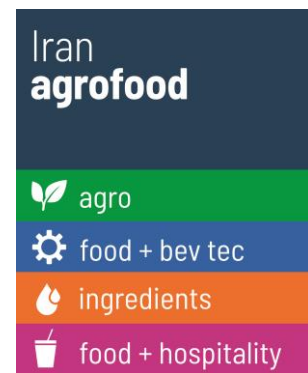 Iran
agrofood
agro
food + bev tec
ingredients
food + hospitality